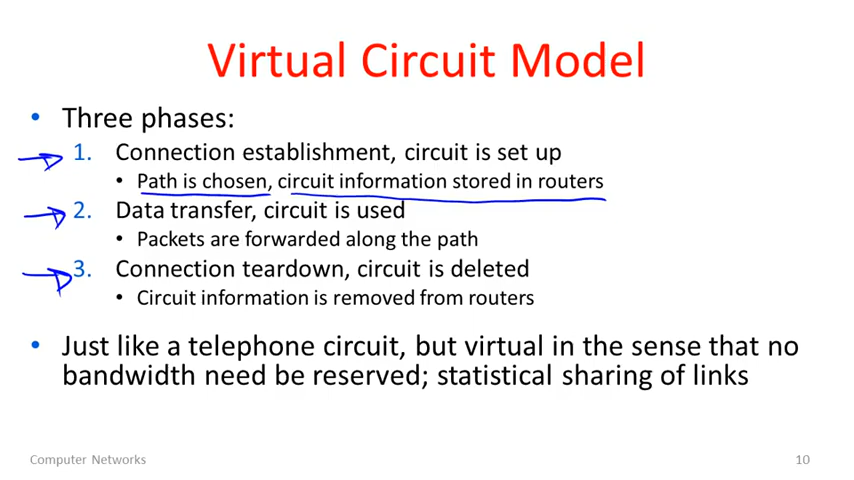 Virtual Circuit Model
• Three phases:
1. Connection establishment, circuit is set up
• Path is chosen, circuit information stored in routers
2. Data transfer, circuit is used
• Packets are forwarded along the path
3. Connection teardown, circuit is deleted
• Circuit information is removed from routers
• Just like a telephone circuit, but virtual in the sense that no
bandwidth need be reserved; statistical sharing of links
Computer Networks
10